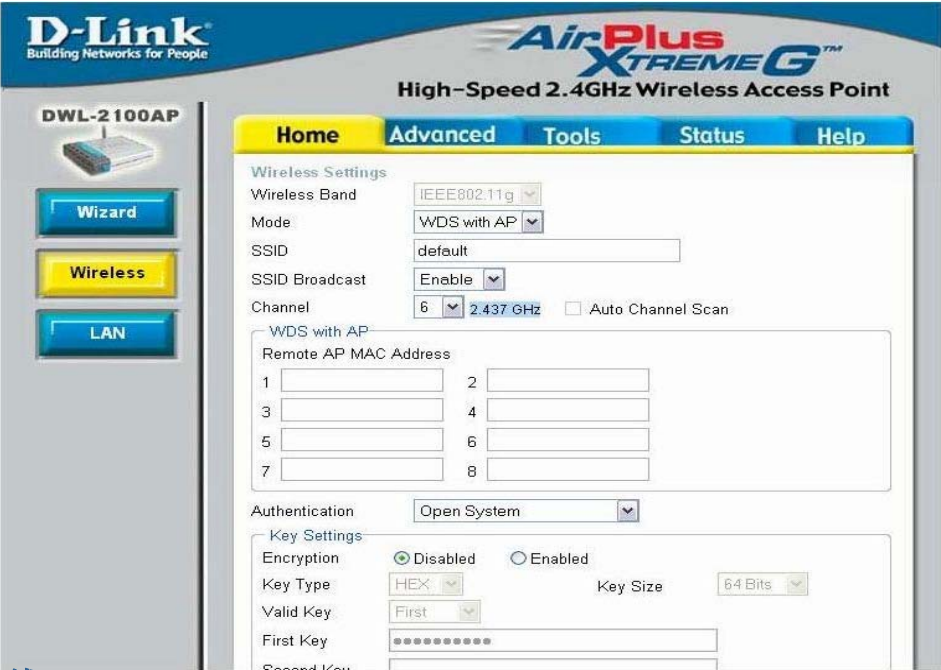 D-Link
Building Networks for People
AirPlus
XTREME G™
High-Speed 2.4GHz Wireless Access Point
DWL-2100AP
Home Advanced Tools Status Help
Wizard
Wireless
LAN
Wireless Settings
Wireless Band IEEE802.11g
Mode WDS with AP
SSID default
SSID Broadcast Enable
Channel 6 2.437 GHz Auto Channel Scan
WDS with AP
Remote AP MAC Address
1 2
3 4
5 6
7 8
Authentication Open System
Key Settings
Encryption Disabled Enabled
Key Type HEX Key Size 64 Bits
Valid Key First
First Key ●●●●●●●●●●
Second Key